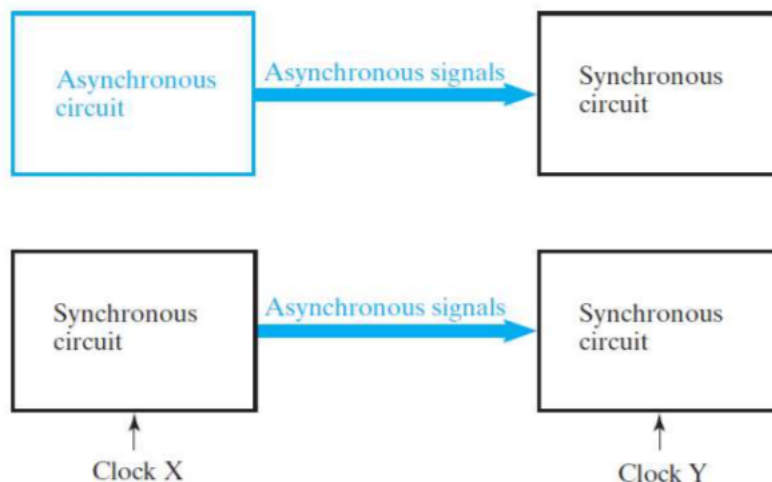 Asynchronous
circuit
Asynchronous signals
Synchronous
circuit
Synchronous
circuit
Asynchronous signals
Synchronous
circuit
Clock X
Clock Y